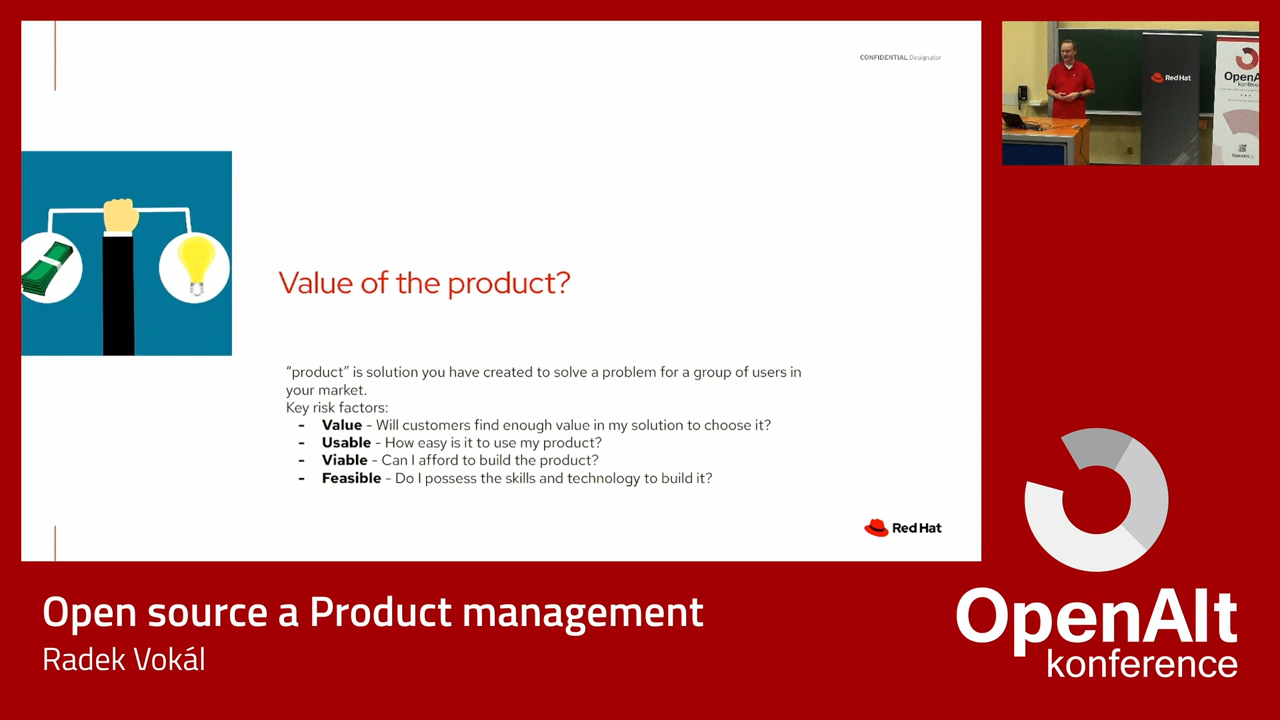 CONFIDENTIAL Designator
Value of the product?
“product” is solution you have created to solve a problem for a group of users in
your market.
Key risk factors:
- Value - Will customers find enough value in my solution to choose it?
- Usable - How easy is it to use my product?
- Viable - Can I afford to build the product?
- Feasible - Do I possess the skills and technology to build it?
Red Hat
Red Hat
OpenA
konferenc
OpenAlt
Open source a Product management
Radek Vokál
OpenAlt
konference